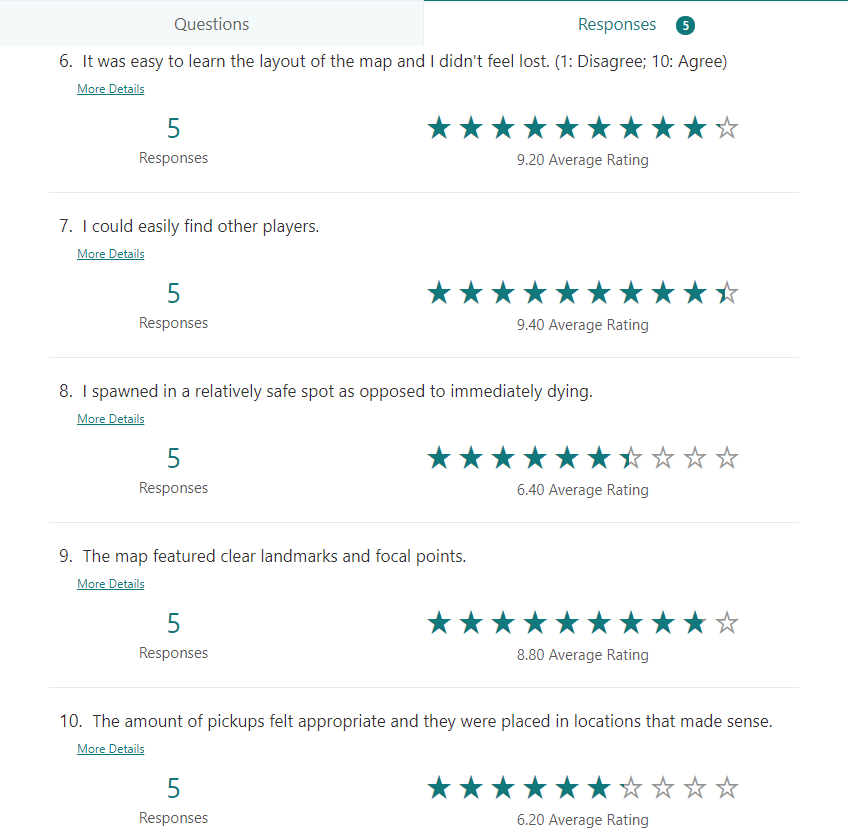 Questions
Responses 5
6. It was easy to learn the layout of the map and I didn't feel lost. (1: Disagree; 10: Agree)
More Details
5
Responses
9.20 Average Rating
7. I could easily find other players.
More Details
5
Responses
9.40 Average Rating
8. I spawned in a relatively safe spot as opposed to immediately dying.
More Details
5
Responses
6.40 Average Rating
9. The map featured clear landmarks and focal points.
More Details
5
Responses
8.80 Average Rating
10. The amount of pickups felt appropriate and they were placed in locations that made sense.
More Details
5
Responses
6.20 Average Rating